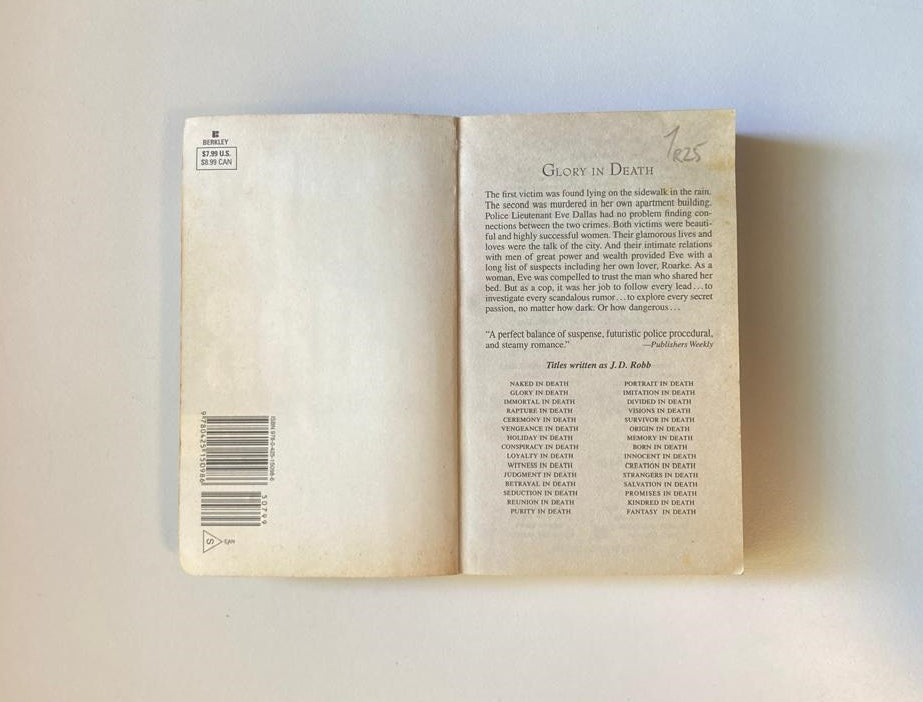 BERKLEY
$7.99 U.S.
$8.99 CAN
9 780425 150986
50799
EAN
GLORY IN DEATH
The first victim was found lying on the sidewalk in the rain.
The second was murdered in her own apartment building.
Police Lieutenant Eve Dallas had no problem finding con-
nections between the two crimes. Both victims were beauti-
ful and highly successful women. Their glamorous lives and
loves were the talk of the city. And their intimate relations
with men of great power and wealth provided Eve with a
long list of suspects including her own lover, Roarke. As a
woman, Eve was compelled to trust the man who shared her
bed. But as a cop, it was her job to follow every lead...to
investigate every scandalous rumor...to explore every secret
passion, no matter how dark. Or how dangerous...
"A perfect balance of suspense, futuristic police procedural,
and steamy romance." —Publishers Weekly
Titles written as J.D. Robb
NAKED IN DEATH
GLORY IN DEATH
IMMORTAL IN DEATH
RAPTURE IN DEATH
CEREMONY IN DEATH
VENGEANCE IN DEATH
HOLIDAY IN DEATH
CONSPIRACY IN DEATH
LOYALTY IN DEATH
WITNESS IN DEATH
JUDGMENT IN DEATH
BETRAYAL IN DEATH
SEDUCTION IN DEATH
REUNION IN DEATH
PURITY IN DEATH
PORTRAIT IN DEATH
IMITATION IN DEATH
DIVIDED IN DEATH
VISIONS IN DEATH
SURVIVOR IN DEATH
ORIGIN IN DEATH
MEMORY IN DEATH
BORN IN DEATH
INNOCENT IN DEATH
CREATION IN DEATH
STRANGERS IN DEATH
SALVATION IN DEATH
PROMISES IN DEATH
KINDRED IN DEATH
FANTASY IN DEATH